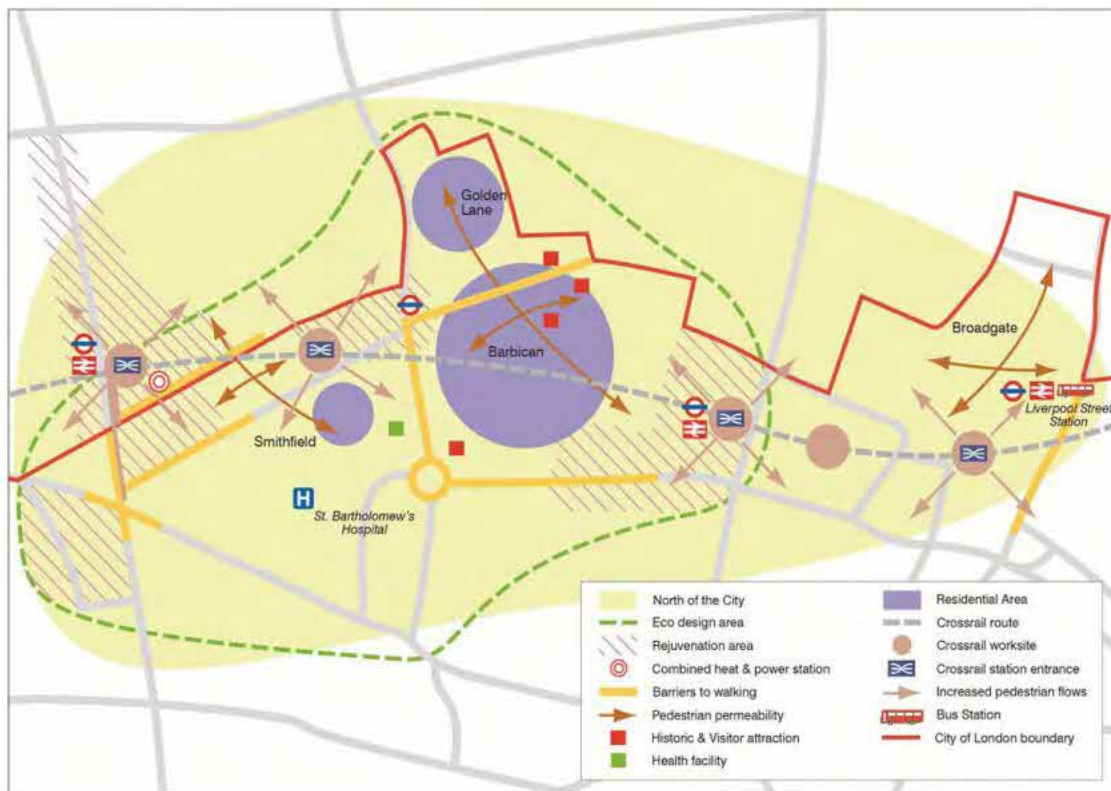 Golden
Lane
Barbican
Broadgate
Smithfield
Liverpool Street
Station
H
St. Bartholomew's
Hospital
North of the City
Eco design area
Rejuvenation area
Combined heat & power station
Barriers to walking
Pedestrian permeability
Historic & Visitor attraction
Health facility
Residential Area
Crossrail route
Crossrail worksite
Crossrail station entrance
Increased pedestrian flows
Bus Station
City of London boundary